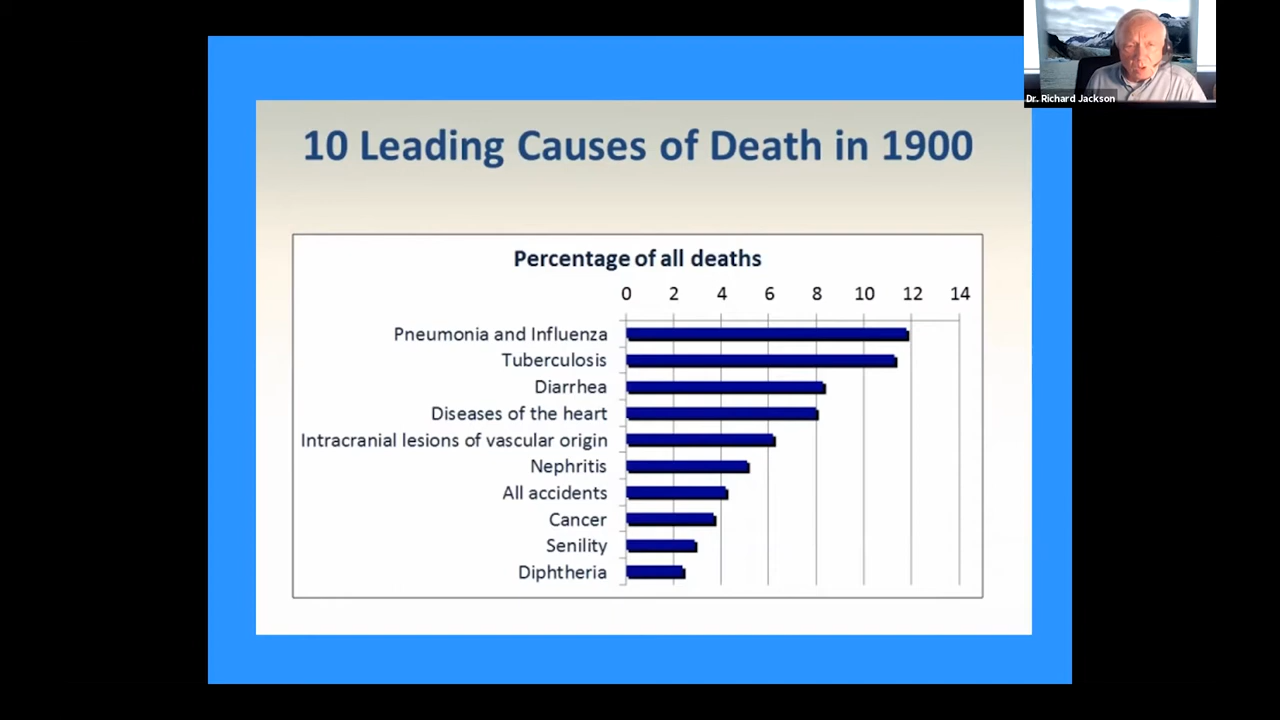 Dr. Richard Jackson
10 Leading Causes of Death in 1900
Percentage of all deaths
0 2 4 6 8 10 12 14
Pneumonia and Influenza
Tuberculosis
Diarrhea
Diseases of the heart
Intracranial lesions of vascular origin
Nephritis
All accidents
Cancer
Senility
Diphtheria